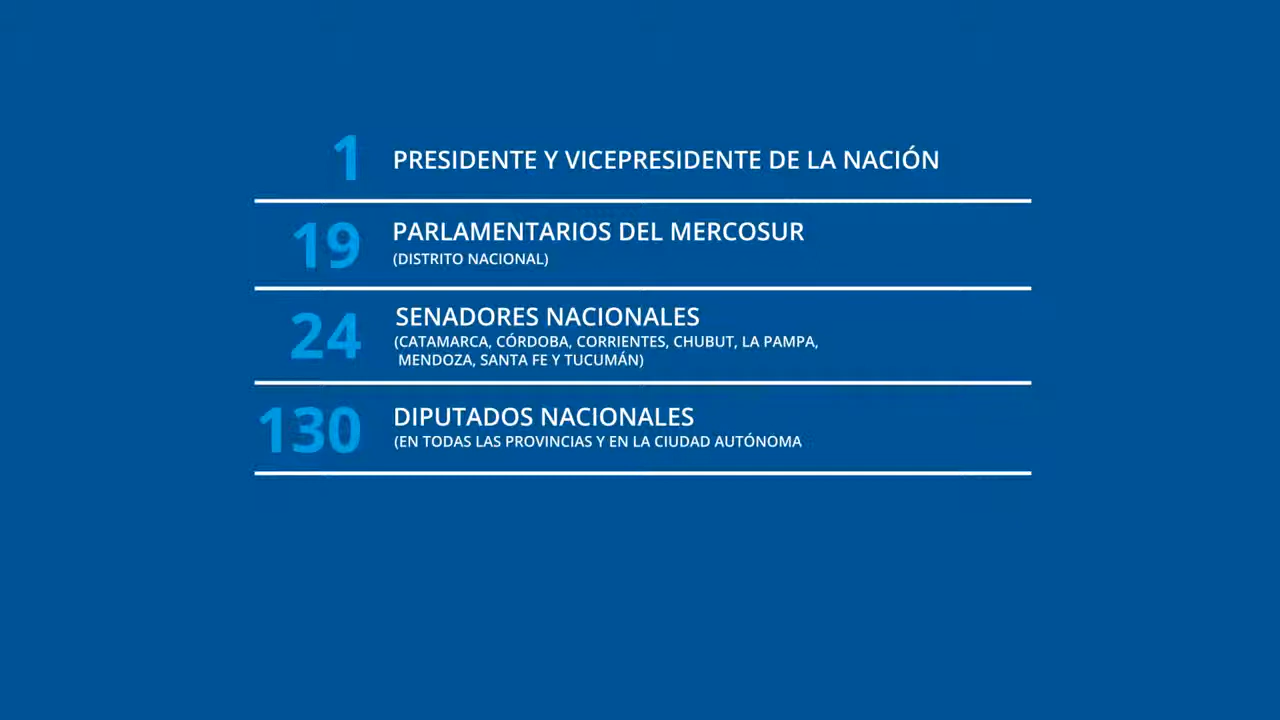 1 PRESIDENTE Y VICEPRESIDENTE DE LA NACIÓN
19 PARLAMENTARIOS DEL MERCOSUR
(DISTRITO NACIONAL)
24 SENADORES NACIONALES
(CATAMARCA, CÓRDOBA, CORRIENTES, CHUBUT, LA PAMPA,
MENDOZA, SANTA FE Y TUCUMÁN)
130 DIPUTADOS NACIONALES
(EN TODAS LAS PROVINCIAS Y EN LA CIUDAD AUTÓNOMA